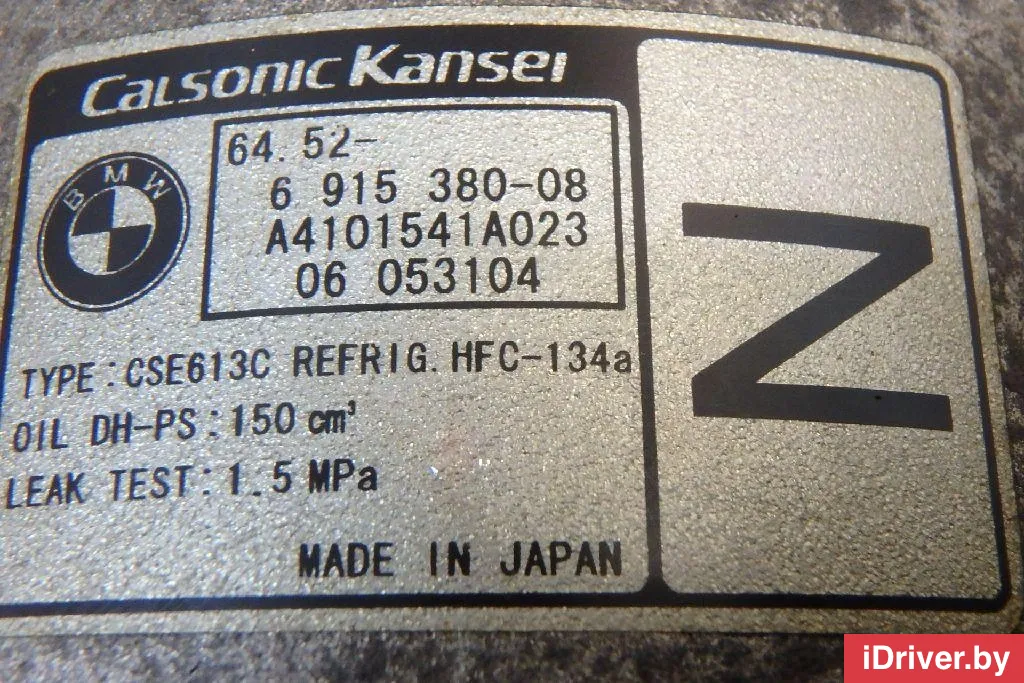 CALSONIC Kansei
BMW
64.52-
6 915 380-08
A4101541A023
06 053104
TYPE:CSE613C REFRIG.HFC-134a
OIL DH-PS:150 cm³
LEAK TEST:1.5 MPa
MADE IN JAPAN
Z
iDriver.by